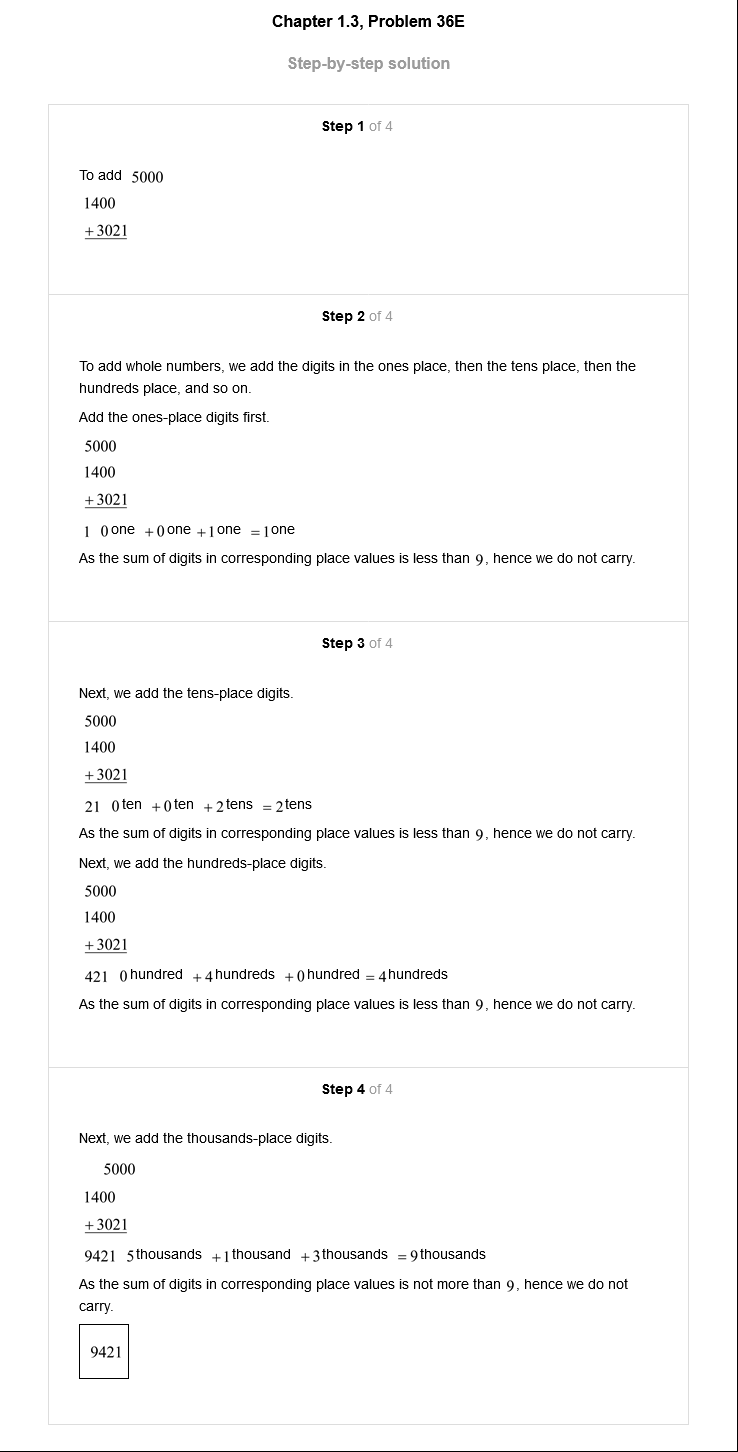 Chapter 1.3, Problem 36E
Step-by-step solution
Step 1 of 4
To add 5000
1400
+3021
Step 2 of 4
To add whole numbers, we add the digits in the ones place, then the tens place, then the
hundreds place, and so on.
Add the ones-place digits first.
5000
1400
+3021
1 0 one +0 one +1 one =1 one
As the sum of digits in corresponding place values is less than 9, hence we do not carry.
Step 3 of 4
Next, we add the tens-place digits.
5000
1400
+3021
21 0 ten +0 ten +2 tens =2 tens
As the sum of digits in corresponding place values is less than 9, hence we do not carry.
Next, we add the hundreds-place digits.
5000
1400
+3021
421 0 hundred +4 hundreds +0 hundred =4 hundreds
As the sum of digits in corresponding place values is less than 9, hence we do not carry.
Step 4 of 4
Next, we add the thousands-place digits.
5000
1400
+3021
9421 5 thousands +1 thousand +3 thousands =9 thousands
As the sum of digits in corresponding place values is not more than 9, hence we do not
carry.
9421